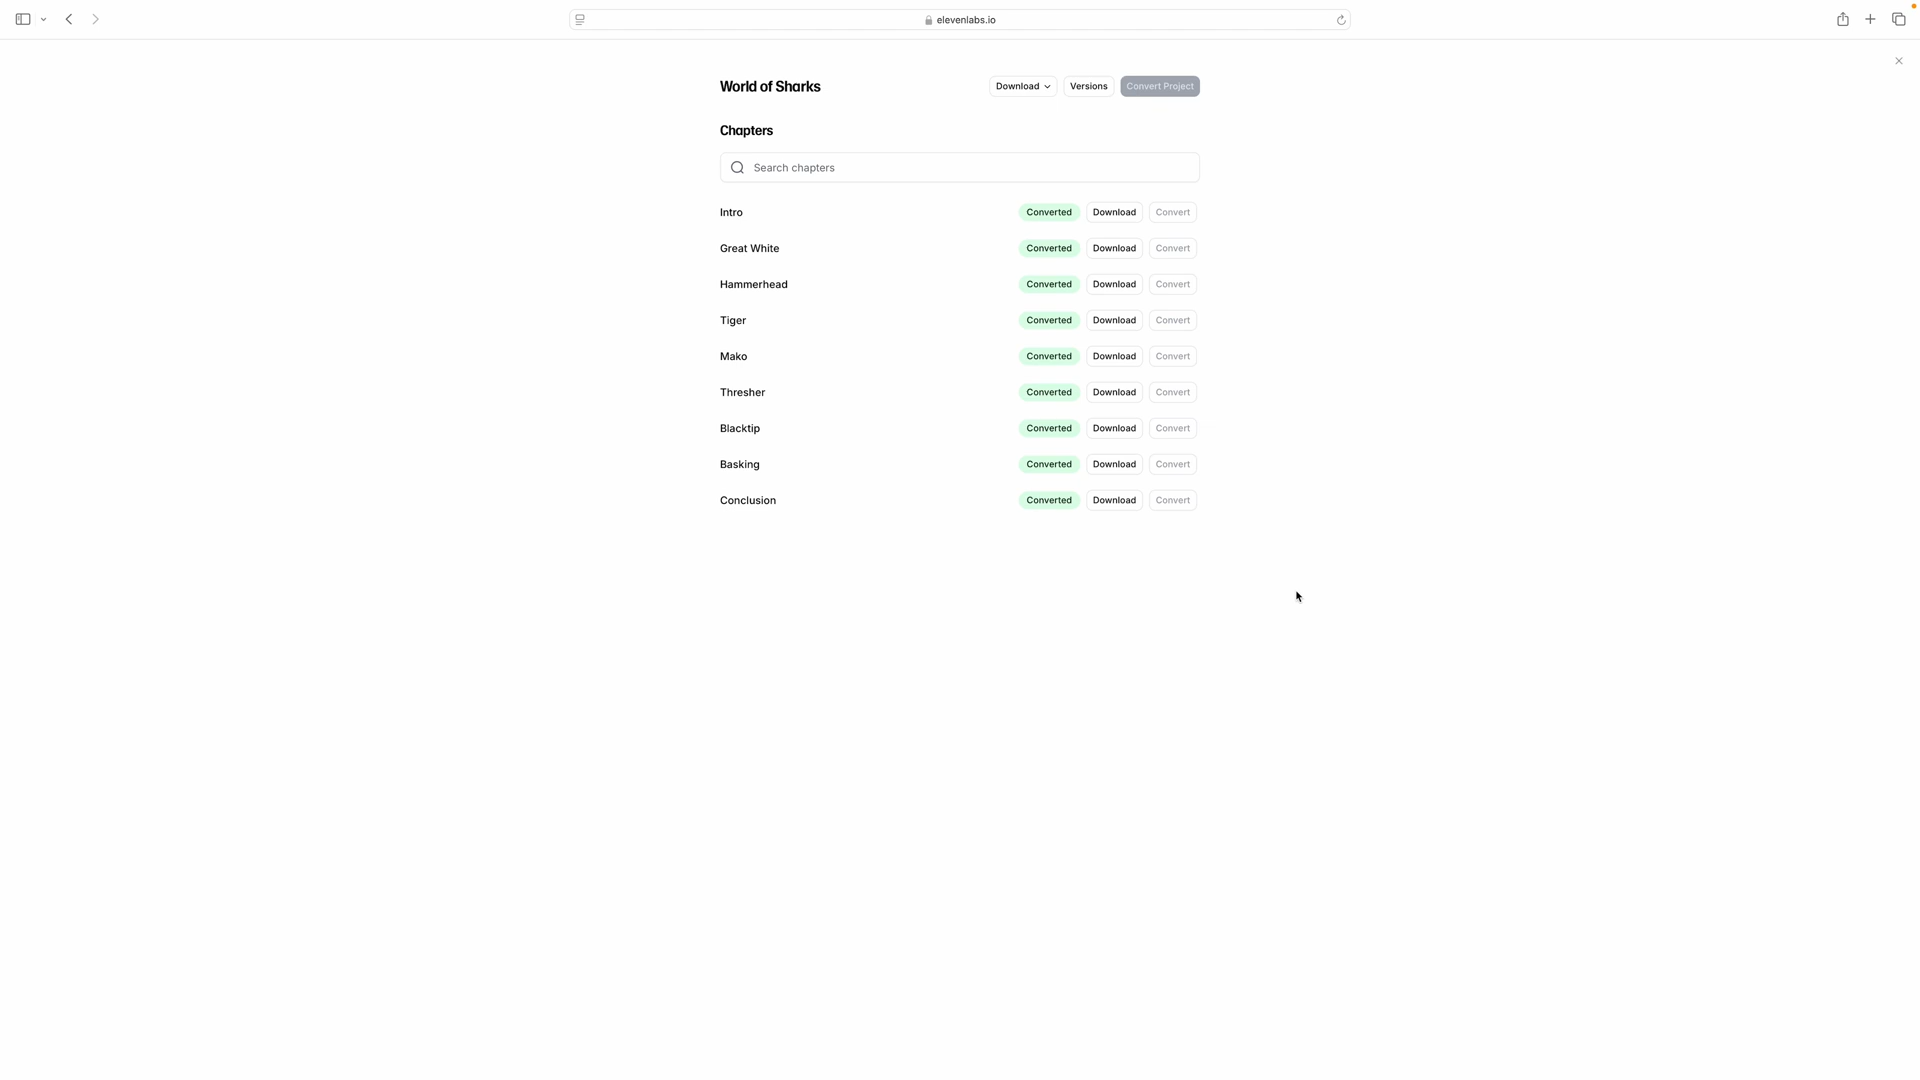 elevenlabs.io
World of Sharks Download Versions Convert Project
Chapters
Search chapters
Intro Converted Download Convert
Great White Converted Download Convert
Hammerhead Converted Download Convert
Tiger Converted Download Convert
Mako Converted Download Convert
Thresher Converted Download Convert
Blacktip Converted Download Convert
Basking Converted Download Convert
Conclusion Converted Download Convert